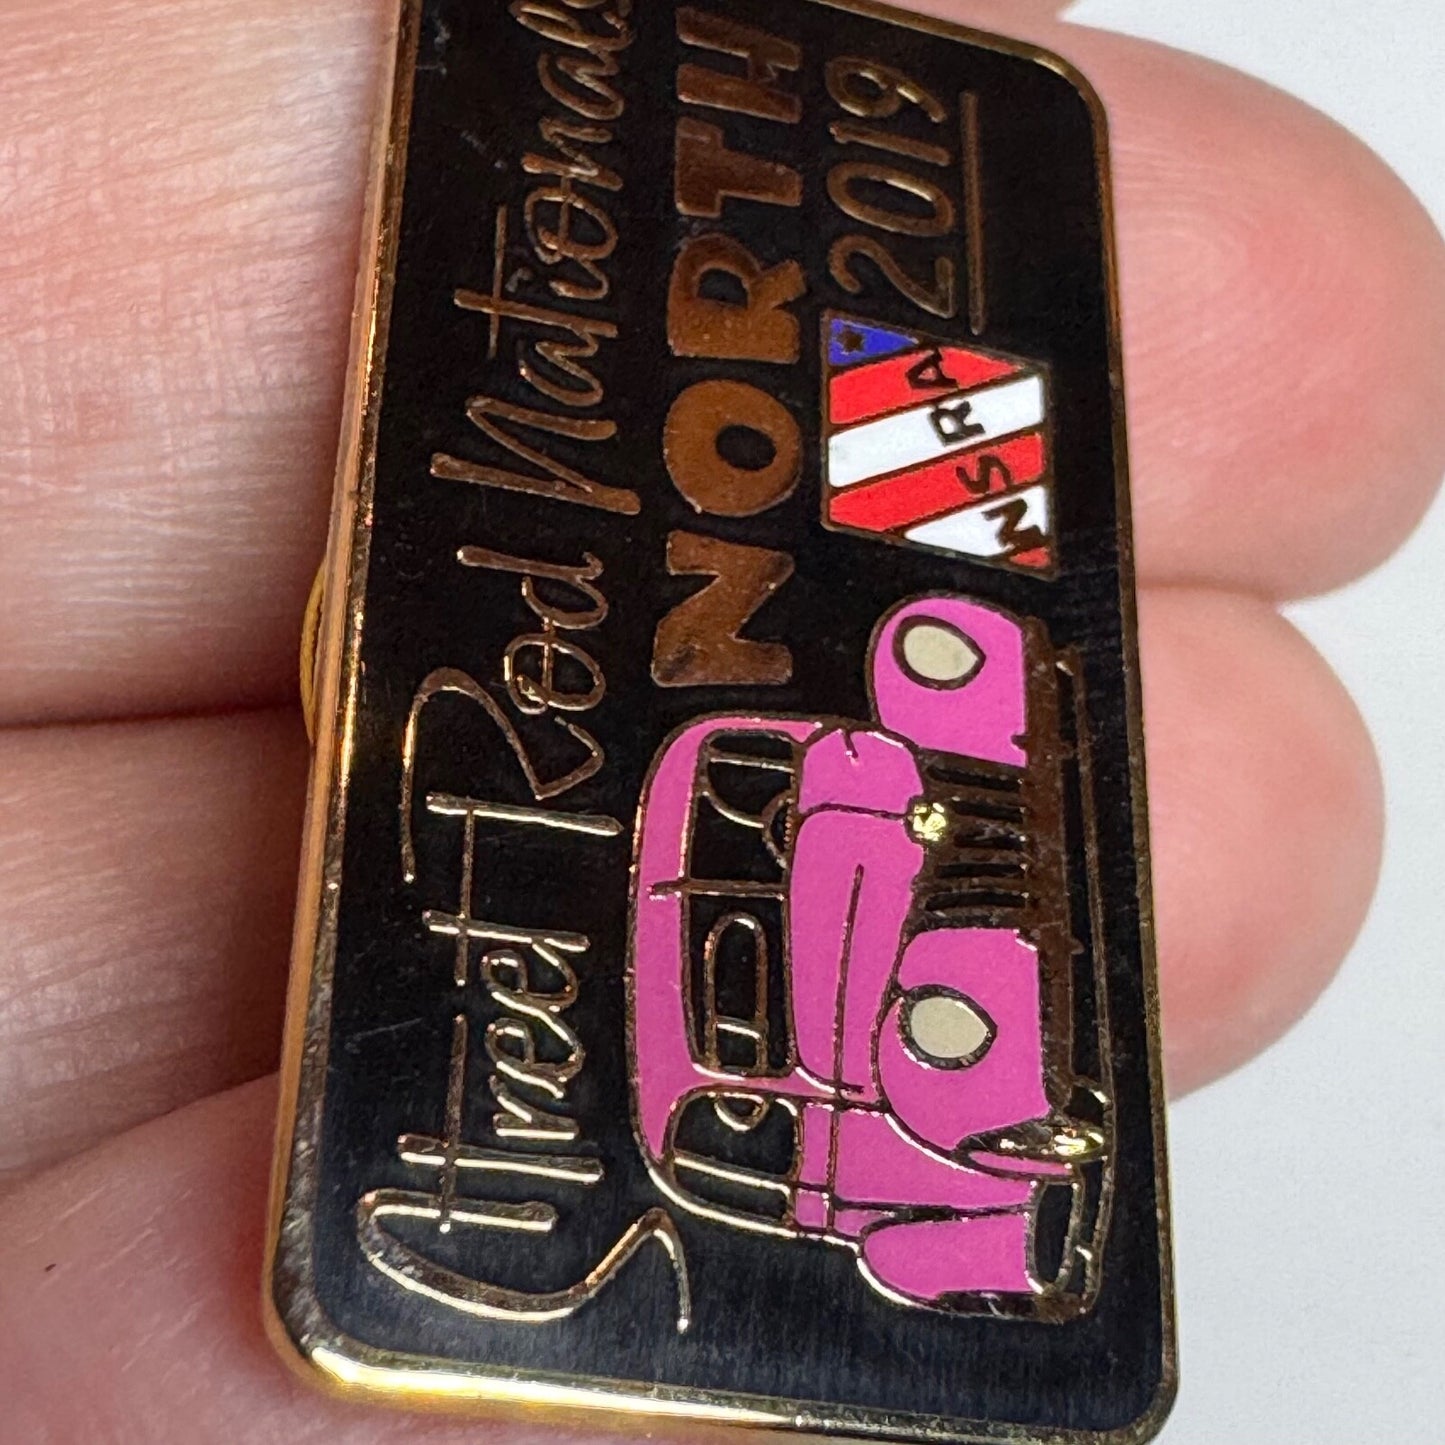 Street Rod Nationals
NORTH
2019
NSRA